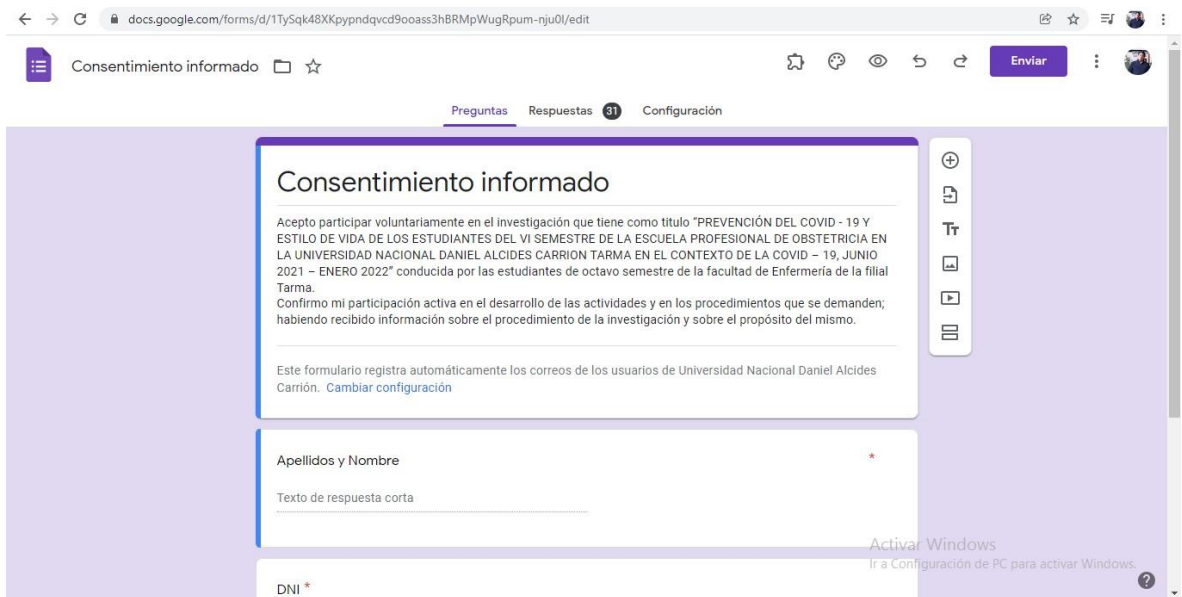 docs.google.com/forms/d/1TySqk48XKpypndqvcd9ooass3hBRMpWugRpum-nju0I/edit
Consentimiento informado
Enviar
Preguntas Respuestas 31 Configuración
Consentimiento informado
Acepto participar voluntariamente en el investigación que tiene como titulo “PREVENCIÓN DEL COVID - 19 Y
ESTILO DE VIDA DE LOS ESTUDIANTES DEL VI SEMESTRE DE LA ESCUELA PROFESIONAL DE OBSTETRICIA EN
LA UNIVERSIDAD NACIONAL DANIEL ALCIDES CARRION TARMA EN EL CONTEXTO DE LA COVID – 19, JUNIO
2021 – ENERO 2022” conducida por las estudiantes de octavo semestre de la facultad de Enfermería de la filial
Tarma.
Confirmo mi participación activa en el desarrollo de las actividades y en los procedimientos que se demanden;
habiendo recibido información sobre el procedimiento de la investigación y sobre el propósito del mismo.
Este formulario registra automáticamente los correos de los usuarios de Universidad Nacional Daniel Alcides
Carrión. Cambiar configuración
Apellidos y Nombre *
Texto de respuesta corta
Activar Windows
Ir a Configuración de PC para activar Windows.
DNI *